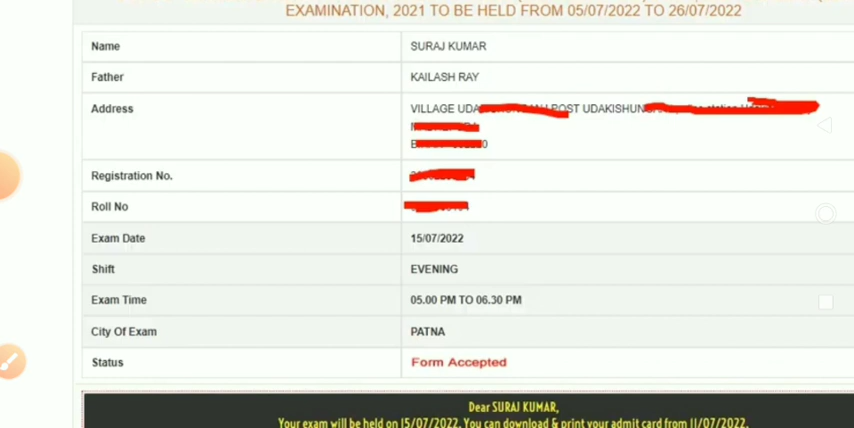 EXAMINATION, 2021 TO BE HELD FROM 05/07/2022 TO 26/07/2022
Name SURAJ KUMAR
Father KAILASH RAY
Address VILLAGE POST
Registration No.
Roll No
Exam Date 15/07/2022
Shift EVENING
Exam Time 05.00 PM TO 06.30 PM
City Of Exam PATNA
Status Form Accepted
Dear SURAJ KUMAR,
Your exam will be held on 15/07/2022. You can download & print your admit card from 11/07/2022.